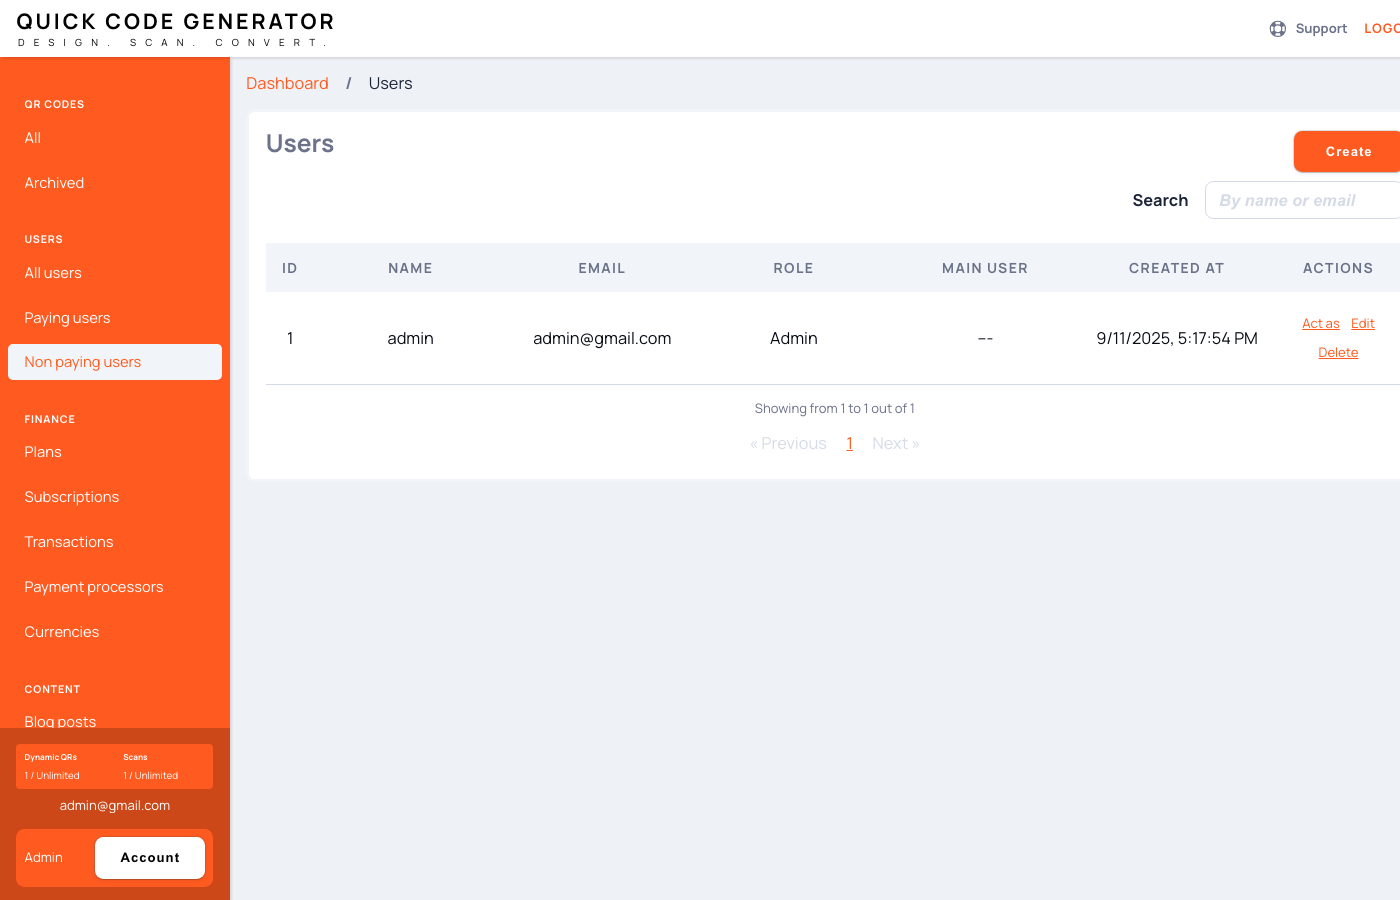 QUICK CODE GENERATOR
DESIGN. SCAN. CONVERT.
Support
Dashboard / Users
QR CODES
All
Archived
USERS
All users
Paying users
Non paying users
FINANCE
Plans
Subscriptions
Transactions
Payment processors
Currencies
CONTENT
Blog posts
Dynamic QRs Scans
1 / Unlimited 1 / Unlimited
admin@gmail.com
Admin Account
Users
Create
Search By name or email
ID NAME EMAIL ROLE MAIN USER CREATED AT ACTIONS
1 admin admin@gmail.com Admin -- 9/11/2025, 5:17:54 PM Act as Edit
Delete
Showing from 1 to 1 out of 1
« Previous 1 Next »